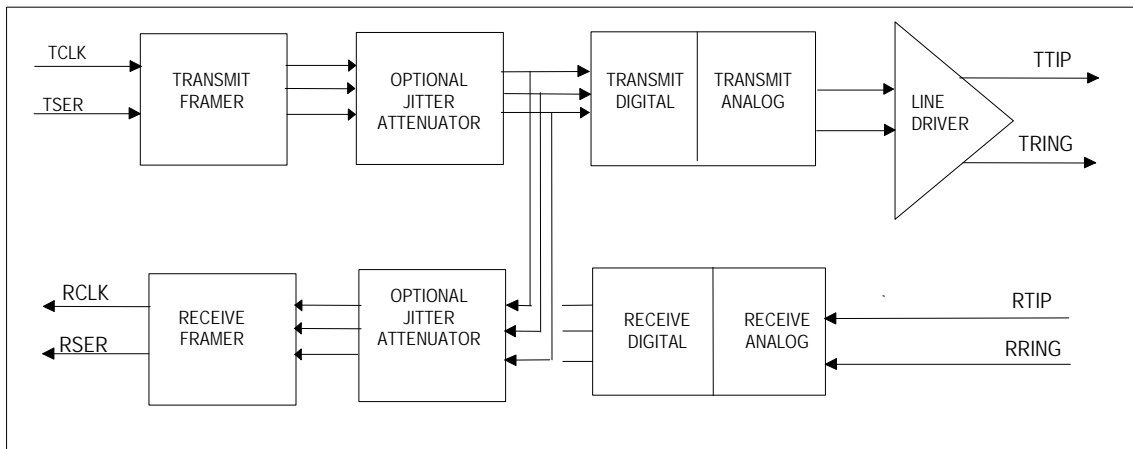 TCLK
TSER
TRANSMIT
FRAMER
OPTIONAL
JITTER
ATTENUATOR
TRANSMIT
DIGITAL
TRANSMIT
ANALOG
LINE
DRIVER
TTIP
TRING
RCLK
RSER
RECEIVE
FRAMER
OPTIONAL
JITTER
ATTENUATOR
RECEIVE
DIGITAL
RECEIVE
ANALOG
RTIP
RRING